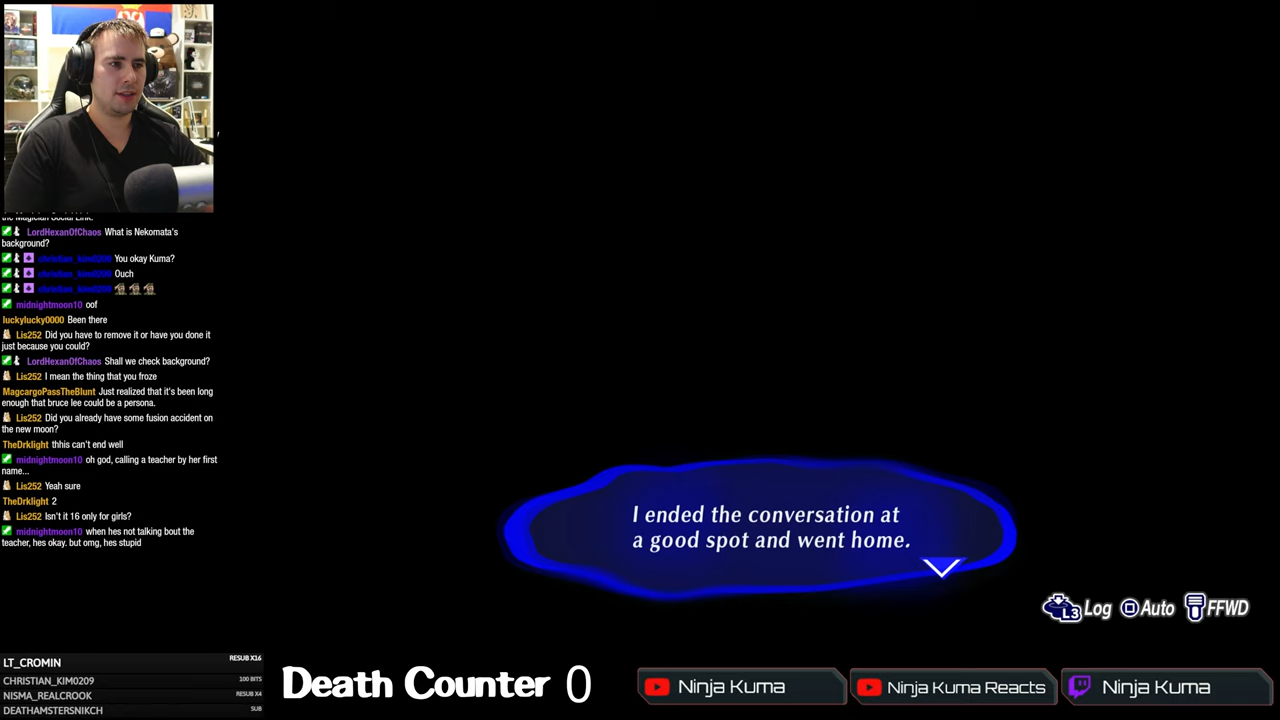 LordHexanOfChaos What is Nekomata's
background?
christian_kim0209 You okay Kuma?
christian_kim0209 Ouch
christian_kim0209
midnightmoon10 oof
luckylucky0000 Been there
Lis252 Did you have to remove it or have you done it
just because you could?
LordHexanOfChaos Shall we check background?
Lis252 I mean the thing that you froze
MagcargoPassTheBlunt Just realized that it's been long
enough that bruce lee could be a persona.
Lis252 Did you already have some fusion accident on
the new moon?
TheDrklight thhis can't end well
midnightmoon10 oh god, calling a teacher by her first
name...
Lis252 Yeah sure
TheDrklight 2
Lis252 Isn't it 16 only for girls?
midnightmoon10 when hes not talking bout the
teacher, hes okay. but omg, hes stupid
I ended the conversation at
a good spot and went home.
L3 Log Auto FFWD
LT_CROMIN RESUB X16
CHRISTIAN_KIM0209 100 BITS
NISMA_REALCROOK RESUB X4
DEATHAMSTERSNIKCH SUB
Death Counter 0
Ninja Kuma
Ninja Kuma Reacts
Ninja Kuma